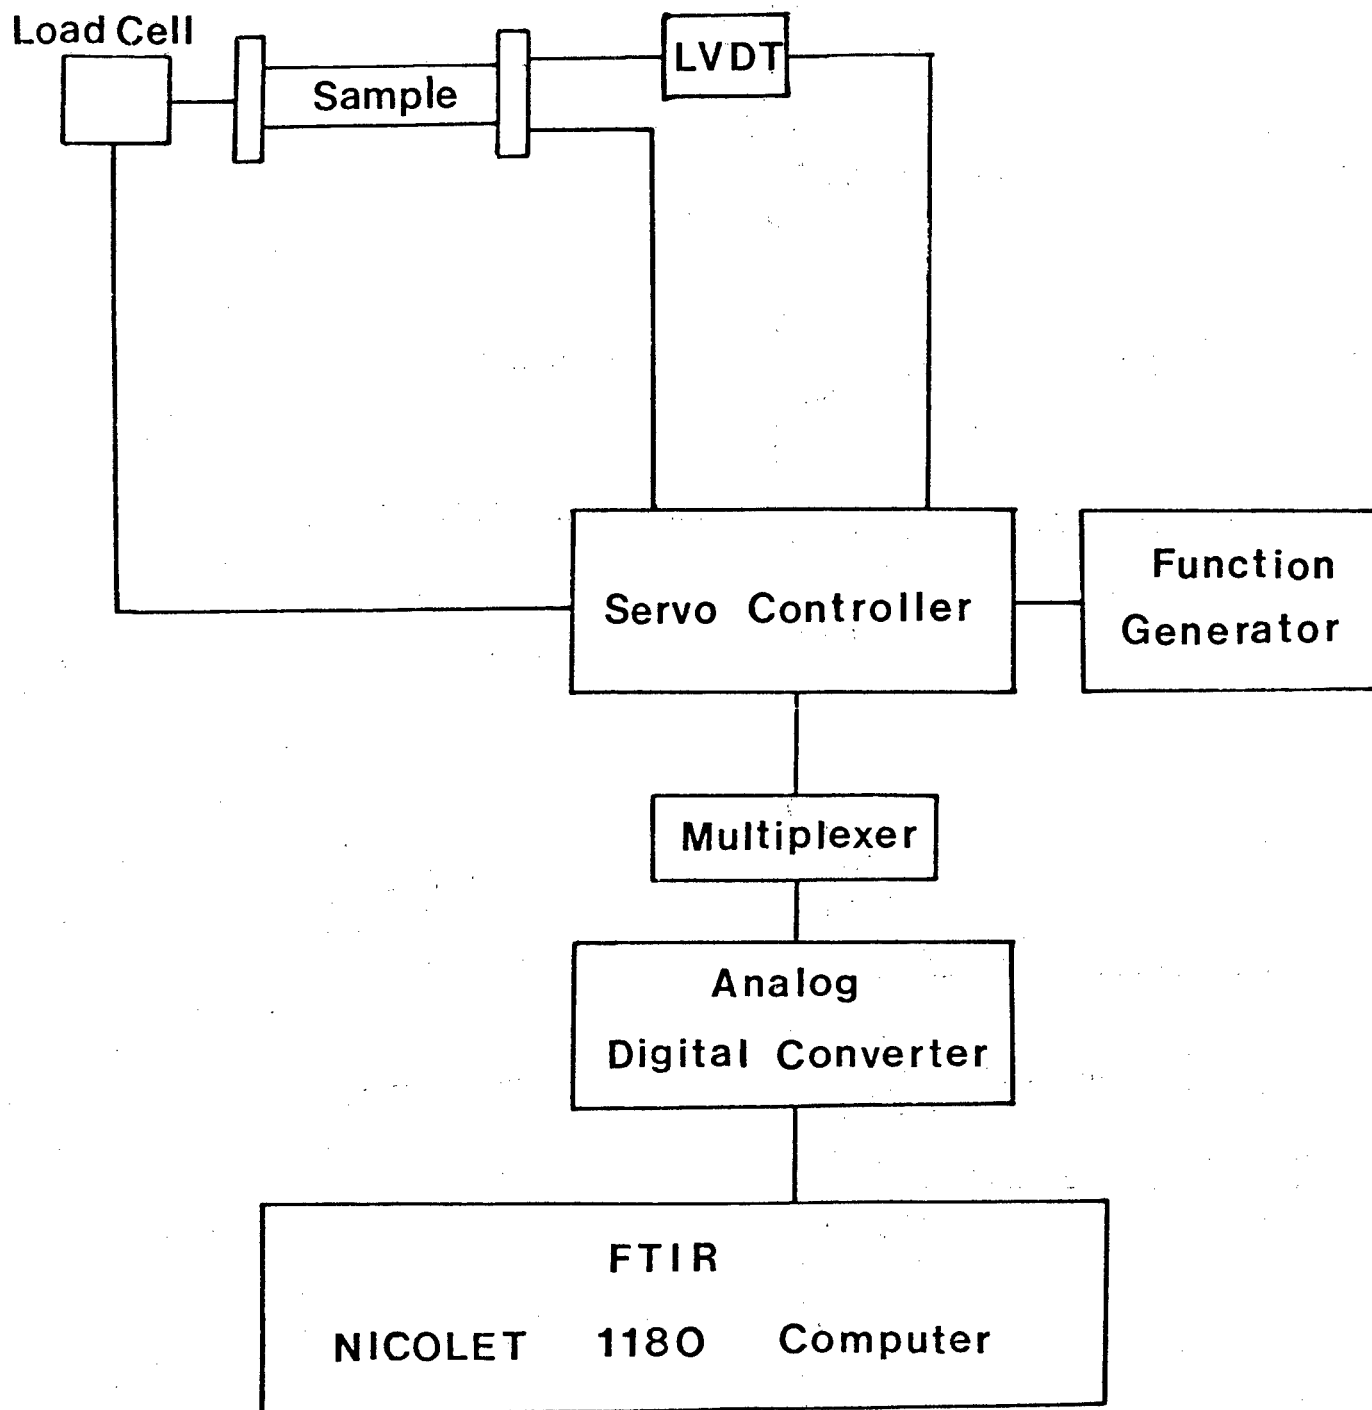 Load Cell
Sample
LVDT
Servo Controller
Function
Generator
Multiplexer
Analog
Digital Converter
FTIR
NICOLET 1180 Computer